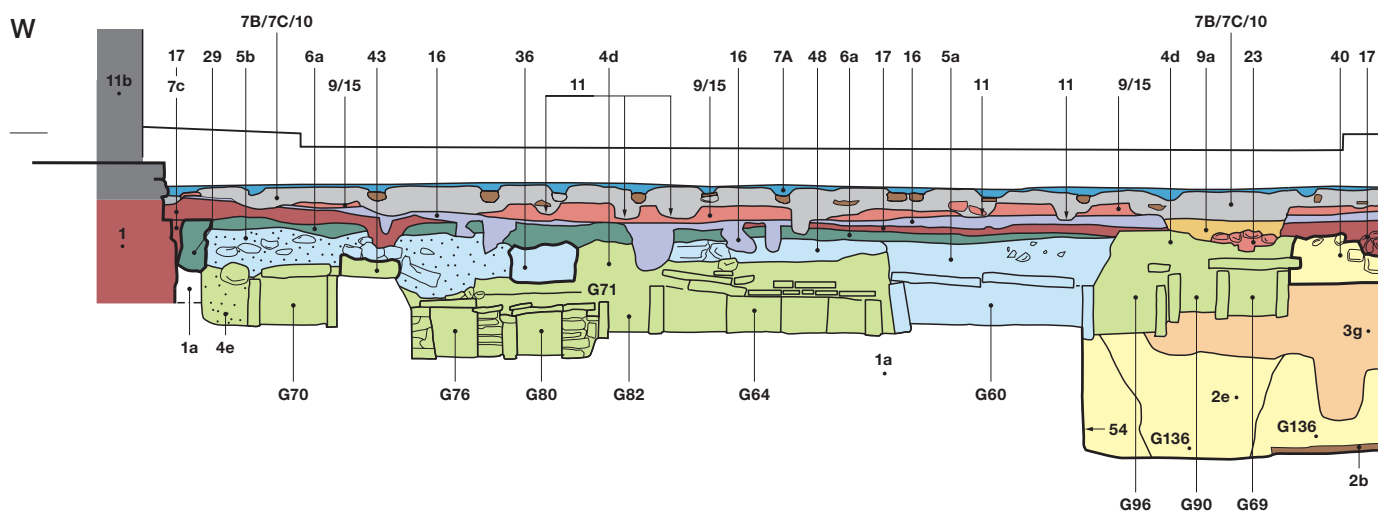 W
7B/7C/10 7B/7C/10
17 29 5b 6a 43 16 36 4d 16 7A 48 6a 17 16 5a 4d 9a 23 40 17
7c 9/15 11 9/15 11 11 9/15
11b
1
G71
3g
1a 4e 1a
G70 G76 G80 G82 G64 G60 2e
54 G136 G136
2b
G96 G90 G69